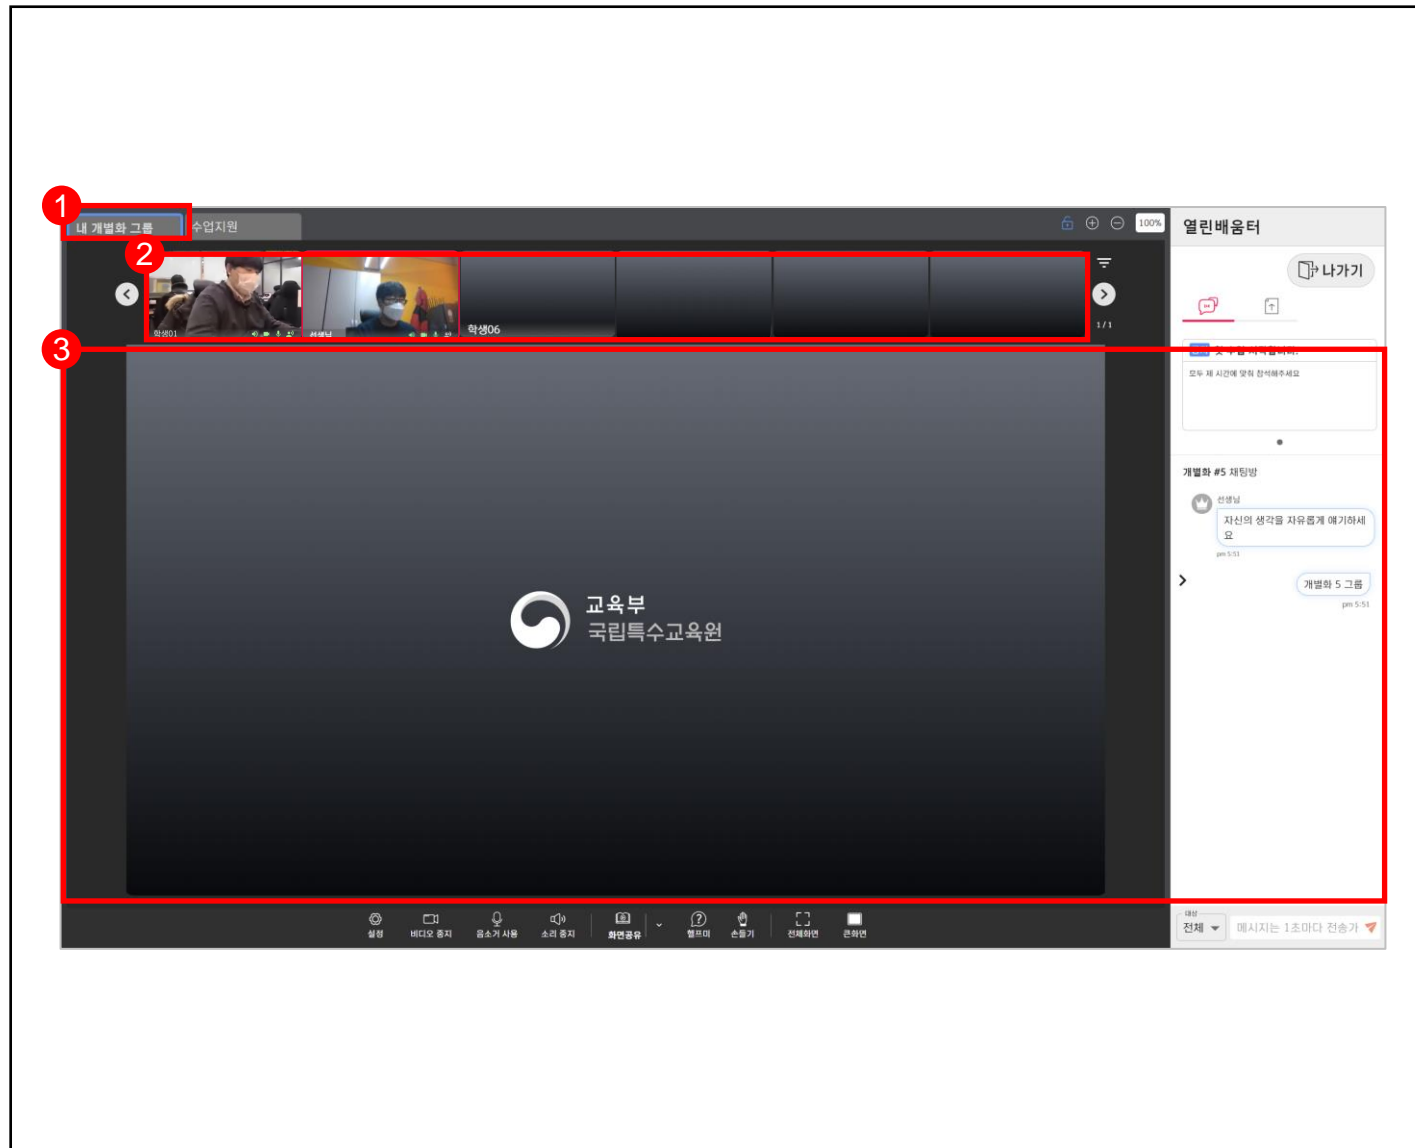 1
내 개별화 그룹
수업지원
100%
열린배움터
나가기
2
학생01
선생님
학생06
1 / 1
3
모두 제 시간에 맞춰 참석해주세요
개별화 #5 채팅방
선생님
자신의 생각을 자유롭게 얘기하세
요
pm 5:51
개별화 5 그룹
pm 5:51
교육부
국립특수교육원
설정
비디오 중지
음소거 사용
소리 중지
화면공유
헬프미
손들기
전체화면
큰화면
대상
전체
메시지는 1초마다 전송가